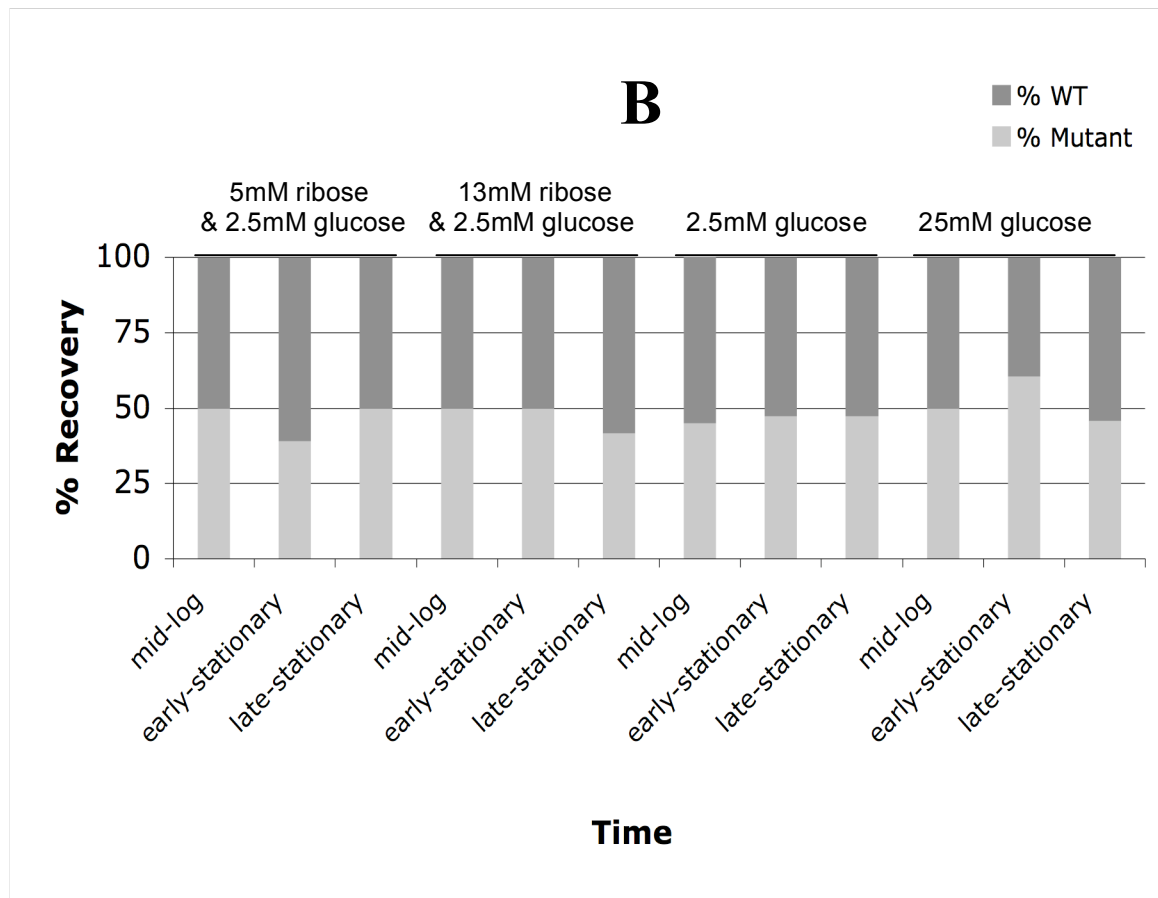 B
% WT
% Mutant
5mM ribose
& 2.5mM glucose
13mM ribose
& 2.5mM glucose
2.5mM glucose
25mM glucose
% Recovery
100
75
50
25
0
mid-log
early-stationary
late-stationary
mid-log
early-stationary
late-stationary
mid-log
early-stationary
late-stationary
mid-log
early-stationary
late-stationary
Time